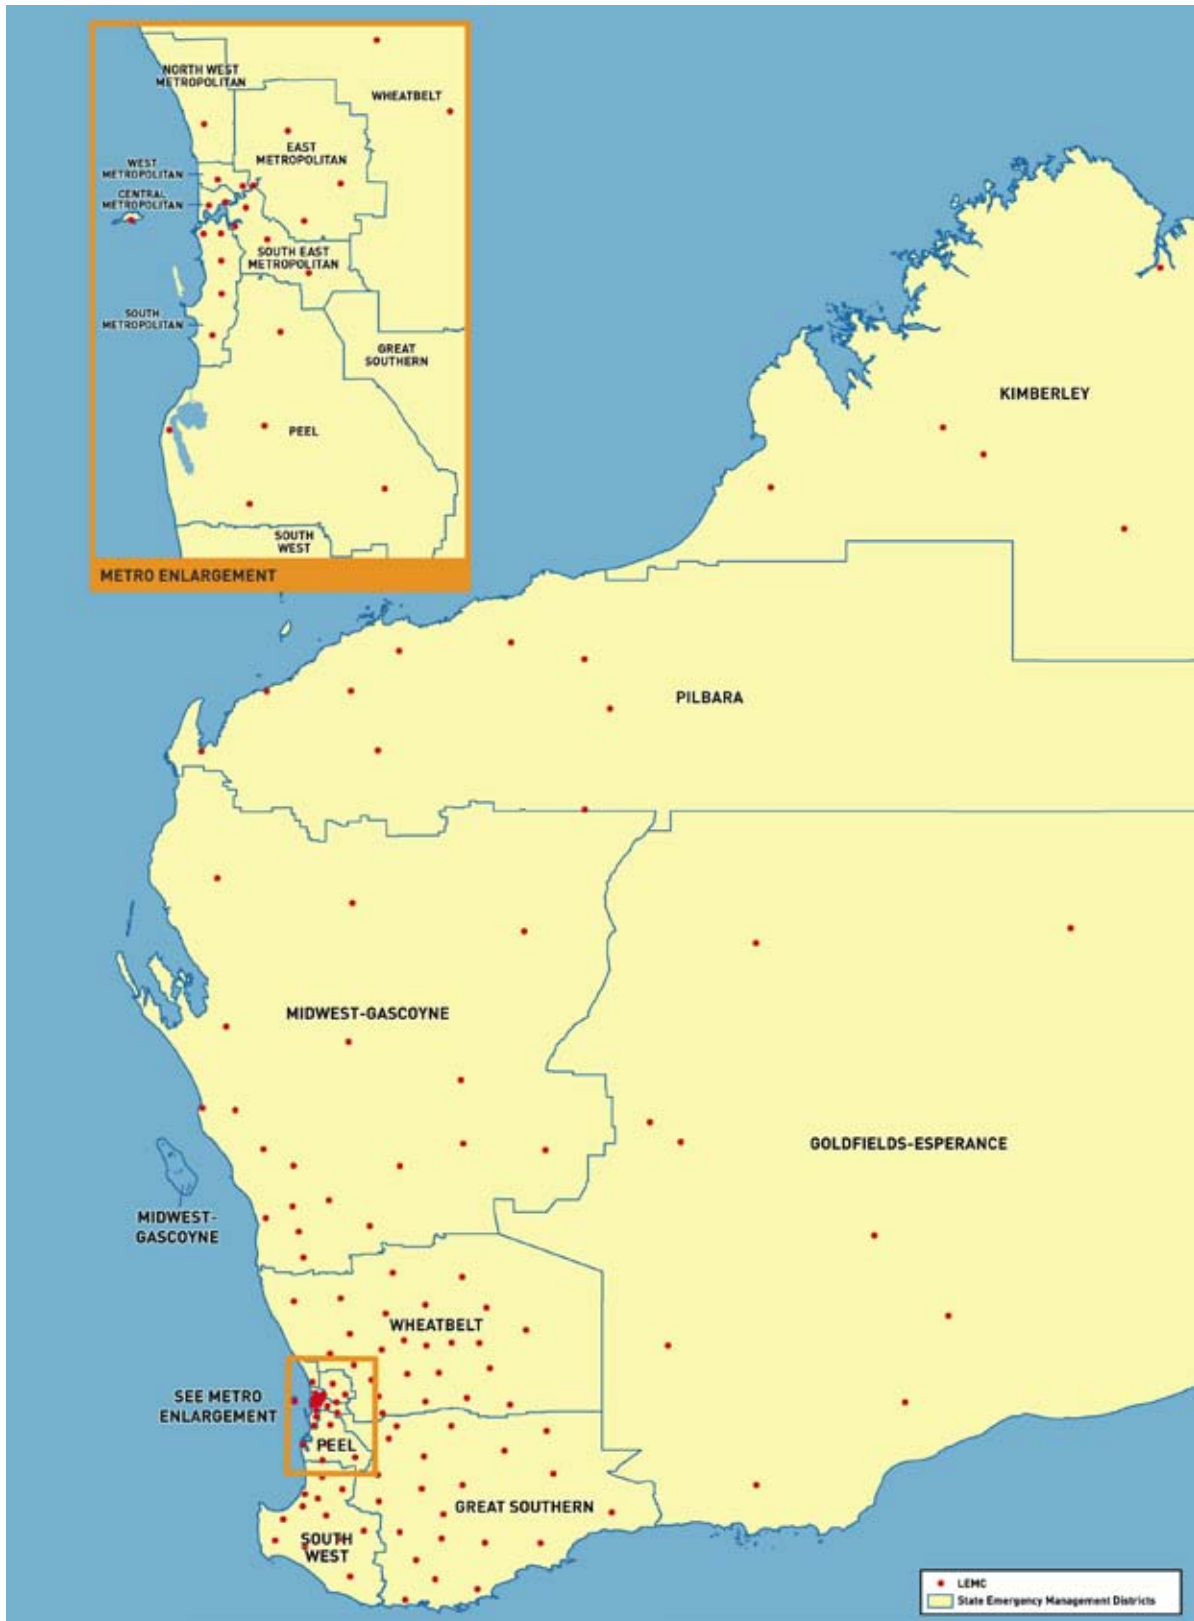 NORTH WEST
METROPOLITAN
WHEATBELT
EAST
METROPOLITAN
WEST
METROPOLITAN
CENTRAL
METROPOLITAN
SOUTH EAST
METROPOLITAN
SOUTH
METROPOLITAN
GREAT
SOUTHERN
PEEL
SOUTH
WEST
METRO ENLARGEMENT
KIMBERLEY
PILBARA
MIDWEST-GASCOYNE
GOLDFIELDS-ESPERANCE
MIDWEST-
GASCOYNE
WHEATBELT
SEE METRO
ENLARGEMENT
PEEL
GREAT SOUTHERN
SOUTH
WEST
LEMC
State Emergency Management Districts